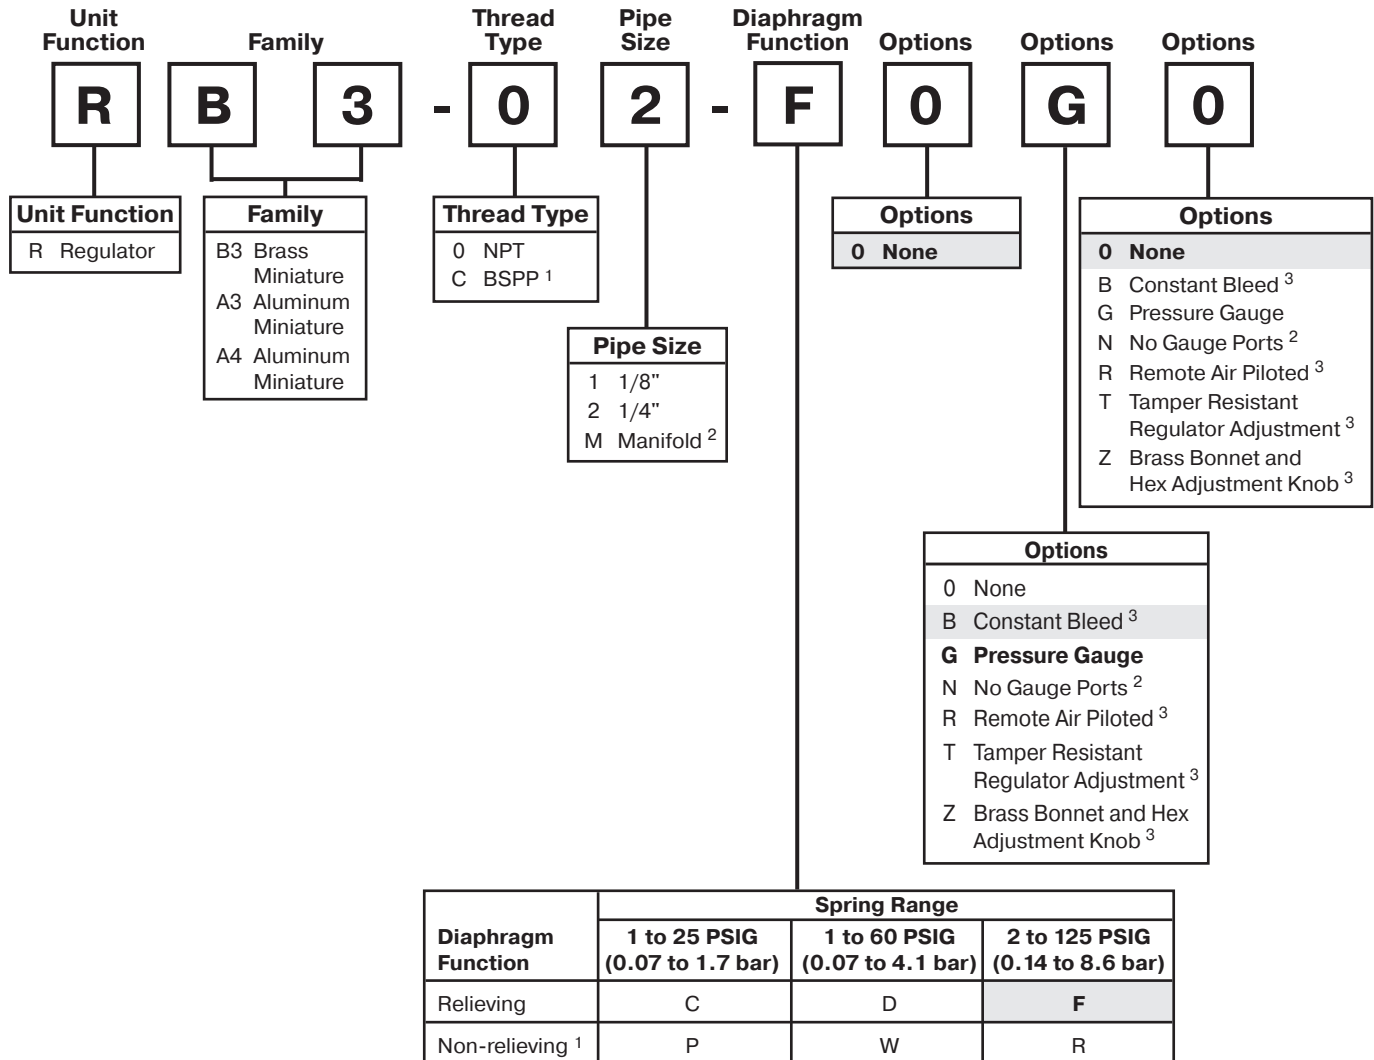 Unit Function
Family
Thread Type
Pipe Size
Diaphragm Function
Options
Options
Options
R B 3 - 0 2 - F 0 G 0
Unit Function
R Regulator
Family
B3 Brass
Miniature
A3 Aluminum
Miniature
A4 Aluminum
Miniature
Thread Type
0 NPT
C BSPP 1
Pipe Size
1 1/8"
2 1/4"
M Manifold 2
Options
0 None
Options
0 None
B Constant Bleed 3
G Pressure Gauge
N No Gauge Ports 2
R Remote Air Piloted 3
T Tamper Resistant
Regulator Adjustment 3
Z Brass Bonnet and
Hex Adjustment Knob 3
Options
0 None
B Constant Bleed 3
G Pressure Gauge
N No Gauge Ports 2
R Remote Air Piloted 3
T Tamper Resistant
Regulator Adjustment 3
Z Brass Bonnet and Hex
Adjustment Knob 3
Spring Range
Diaphragm
Function
1 to 25 PSIG
(0.07 to 1.7 bar)
1 to 60 PSIG
(0.07 to 4.1 bar)
2 to 125 PSIG
(0.14 to 8.6 bar)
Relieving C D F
Non-relieving 1 P W R